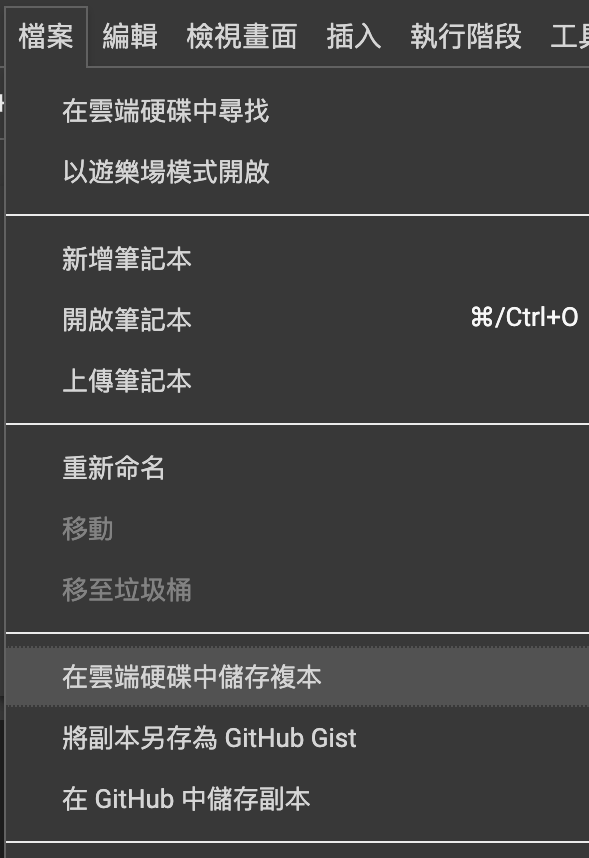 檔案 編輯 檢視畫面 插入 執行階段
在雲端硬碟中尋找
以遊樂場模式開啟
新增筆記本
開啟筆記本 ⌘/Ctrl+O
上傳筆記本
重新命名
移動
移至垃圾桶
在雲端硬碟中儲存複本
將副本另存為 GitHub Gist
在 GitHub 中儲存副本